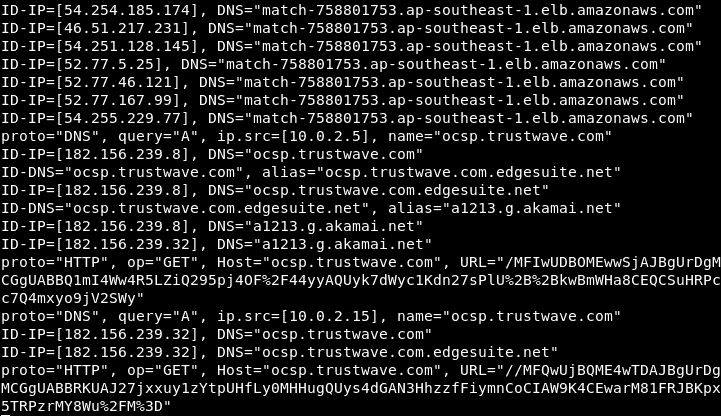 ID-IP=[54.254.185.174], DNS="match-758801753.ap-southeast-1.elb.amazonaws.com"
ID-IP=[46.51.217.231], DNS="match-758801753.ap-southeast-1.elb.amazonaws.com"
ID-IP=[54.251.128.145], DNS="match-758801753.ap-southeast-1.elb.amazonaws.com"
ID-IP=[52.77.5.25], DNS="match-758801753.ap-southeast-1.elb.amazonaws.com"
ID-IP=[52.77.46.121], DNS="match-758801753.ap-southeast-1.elb.amazonaws.com"
ID-IP=[52.77.167.99], DNS="match-758801753.ap-southeast-1.elb.amazonaws.com"
ID-IP=[54.255.229.77], DNS="match-758801753.ap-southeast-1.elb.amazonaws.com"
proto="DNS", query="A", ip.src=[10.0.2.5], name="ocsp.trustwave.com"
ID-IP=[182.156.239.8], DNS="ocsp.trustwave.com"
ID-DNS="ocsp.trustwave.com", alias="ocsp.trustwave.com.edgesuite.net"
ID-IP=[182.156.239.8], DNS="ocsp.trustwave.com.edgesuite.net"
ID-DNS="ocsp.trustwave.com.edgesuite.net", alias="a1213.g.akamai.net"
ID-IP=[182.156.239.8], DNS="a1213.g.akamai.net"
ID-IP=[182.156.239.32], DNS="a1213.g.akamai.net"
proto="HTTP", op="GET", Host="ocsp.trustwave.com", URL="/MFIwUDBOMEwwSjAJBgUrDgM
CGgUABBQ1mI4Ww4R5LZiQ295pj4OF%2F44yyAQUyk7dWyc1Kdn27sPlU%2B%2BkwBmWHa8CEQCSuHRPc
c7Q4mxyo9jV2SWy"
proto="DNS", query="A", ip.src=[10.0.2.15], name="ocsp.trustwave.com"
ID-IP=[182.156.239.32], DNS="ocsp.trustwave.com"
ID-IP=[182.156.239.32], DNS="ocsp.trustwave.com.edgesuite.net"
proto="HTTP", op="GET", Host="ocsp.trustwave.com", URL="//MFQwUjBQME4wTDAJBgUrDg
MCGgUABBRKUAJ27jxxuy1zYtpUHfLy0MHHugQUys4dGAN3HhzzfFiymnCoCIAW9K4CEwarM81FRJBKpx
5TRPzrMY8Wu%2FM%3D"